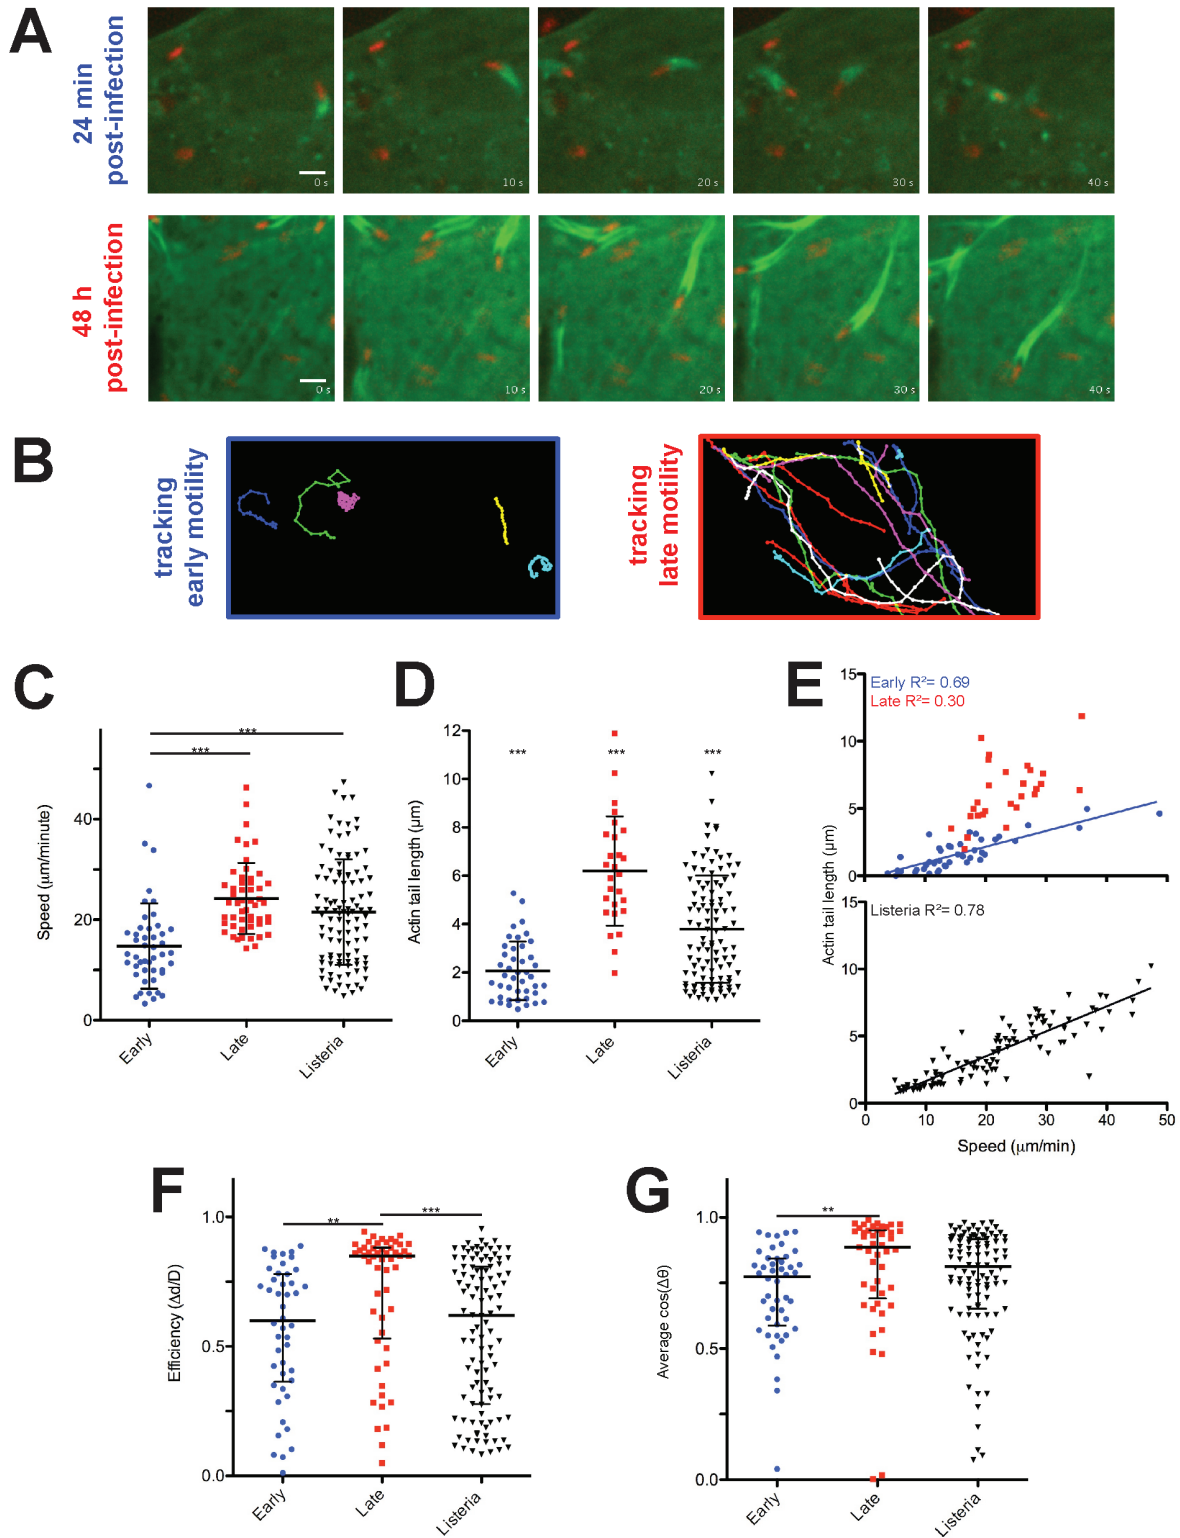 A
24 min
post-infection
0 s
10 s
20 s
30 s
40 s
48 h
post-infection
0 s
10 s
20 s
30 s
40 s
B
tracking
early motility
tracking
late motility
C
Speed (μm/minute)
40
20
0
***
***
Early
Late
Listeria
D
Actin tail length (μm)
12
10
8
6
4
2
0
***
***
***
Early
Late
Listeria
E
Early R²= 0.69
Late R²= 0.30
15
10
5
0
Actin tail length (μm)
Listeria R²= 0.78
15
10
5
0
0
10
20
30
40
50
Speed (μm/min)
F
Efficiency (Δd/D)
1.0
0.5
0.0
**
***
Early
Late
Listeria
G
Average cos(Δθ)
1.0
0.5
0.0
**
Early
Late
Listeria